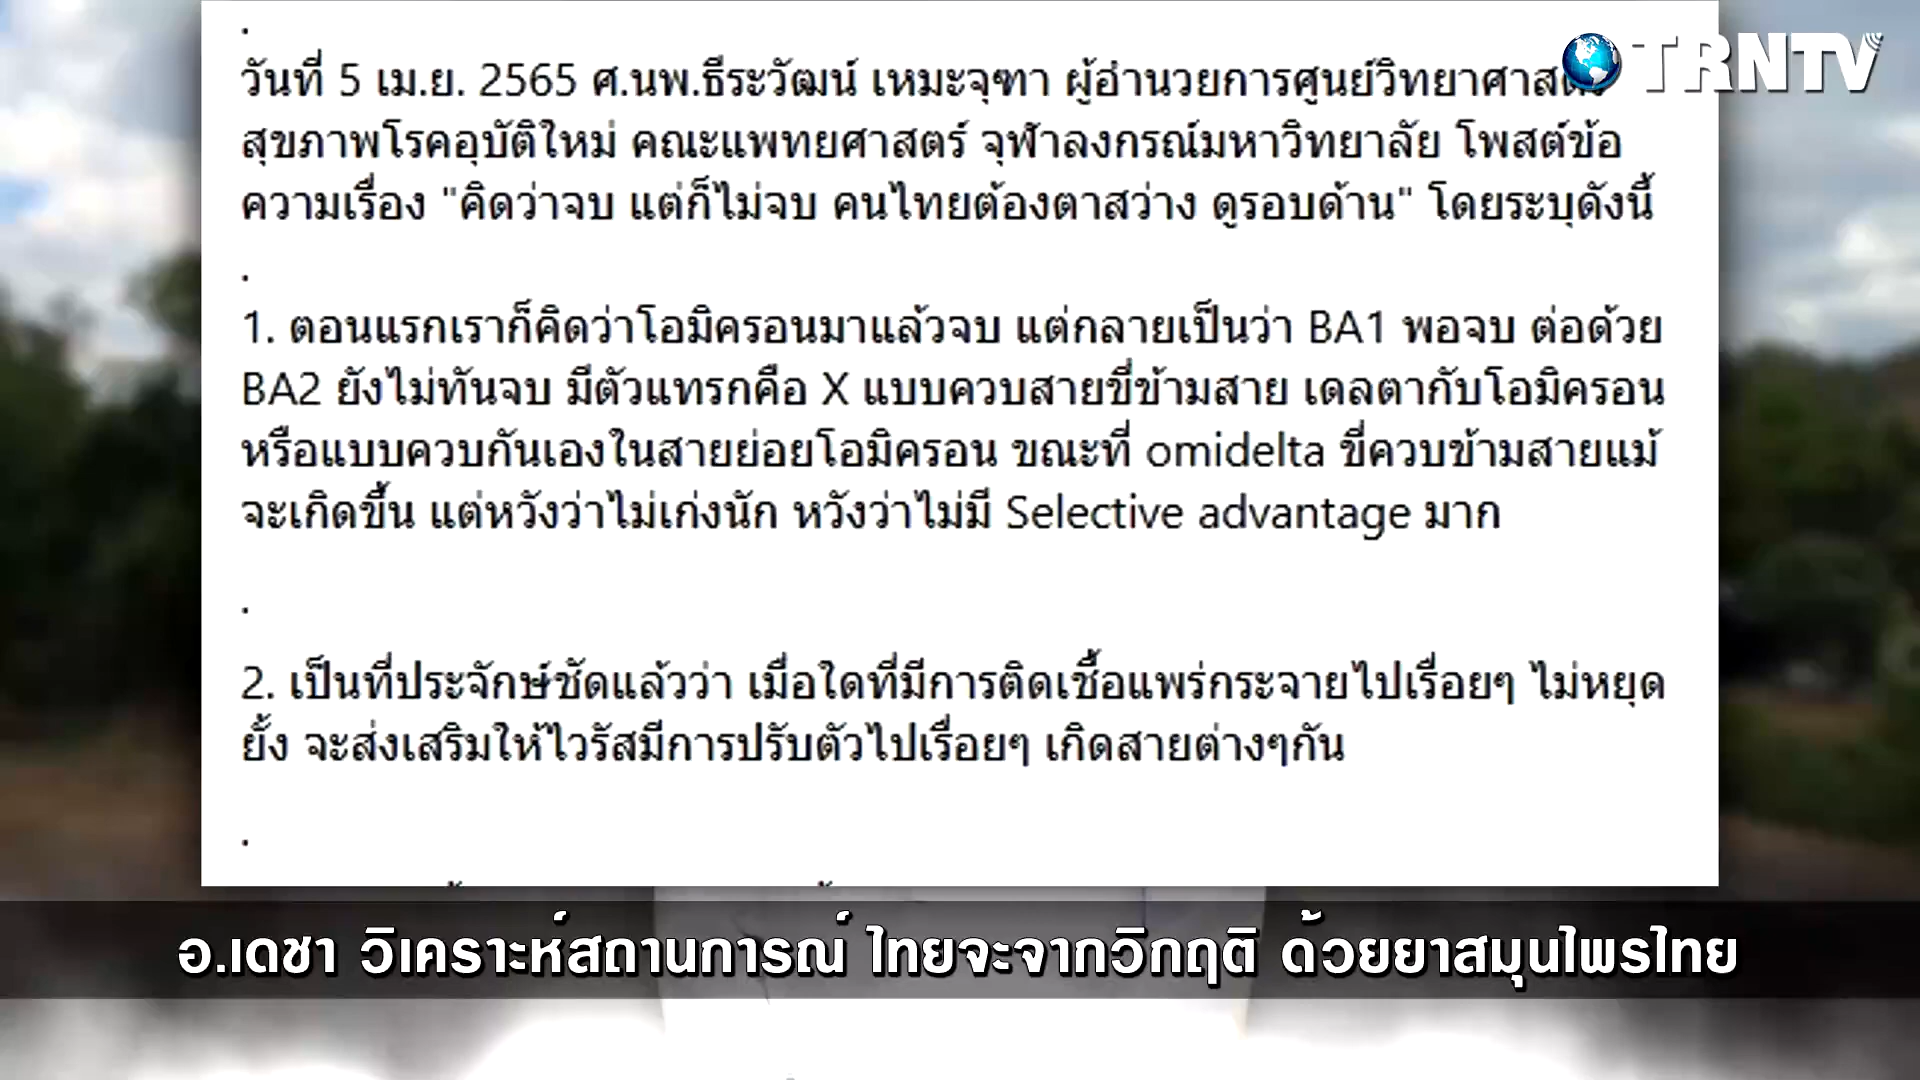 TRNTV
.
วันที่ 5 เม.ย. 2565 ศ.นพ.ธีระวัฒน์ เหมะจุฑา ผู้อำนวยการศูนย์วิทยาศาสตร์
สุขภาพโรคอุบัติใหม่ คณะแพทยศาสตร์ จุฬาลงกรณ์มหาวิทยาลัย โพสต์ข้อ
ความเรื่อง "คิดว่าจบ แต่ก็ไม่จบ คนไทยต้องตาสว่าง ดูรอบด้าน" โดยระบุดังนี้
.
1. ตอนแรกเราก็คิดว่าโอมิครอนมาแล้วจบ แต่กลายเป็นว่า BA1 พอจบ ต่อด้วย
BA2 ยังไม่ทันจบ มีตัวแทรกคือ X แบบควบสายขี่ข้ามสาย เดลตากับโอมิครอน
หรือแบบควบกันเองในสายย่อยโอมิครอน ขณะที่ omidelta ขี่ควบข้ามสายแม้
จะเกิดขึ้น แต่หวังว่าไม่เก่งนัก หวังว่าไม่มี Selective advantage มาก
.
2. เป็นที่ประจักษ์ชัดแล้วว่า เมื่อใดที่มีการติดเชื้อแพร่กระจายไปเรื่อยๆ ไม่หยุด
ยั้ง จะส่งเสริมให้ไวรัสมีการปรับตัวไปเรื่อยๆ เกิดสายต่างๆกัน
.
อ.เดชา วิเคราะห์สถานการณ์ ไทยจะจากวิกฤติ ด้วยยาสมุนไพรไทย